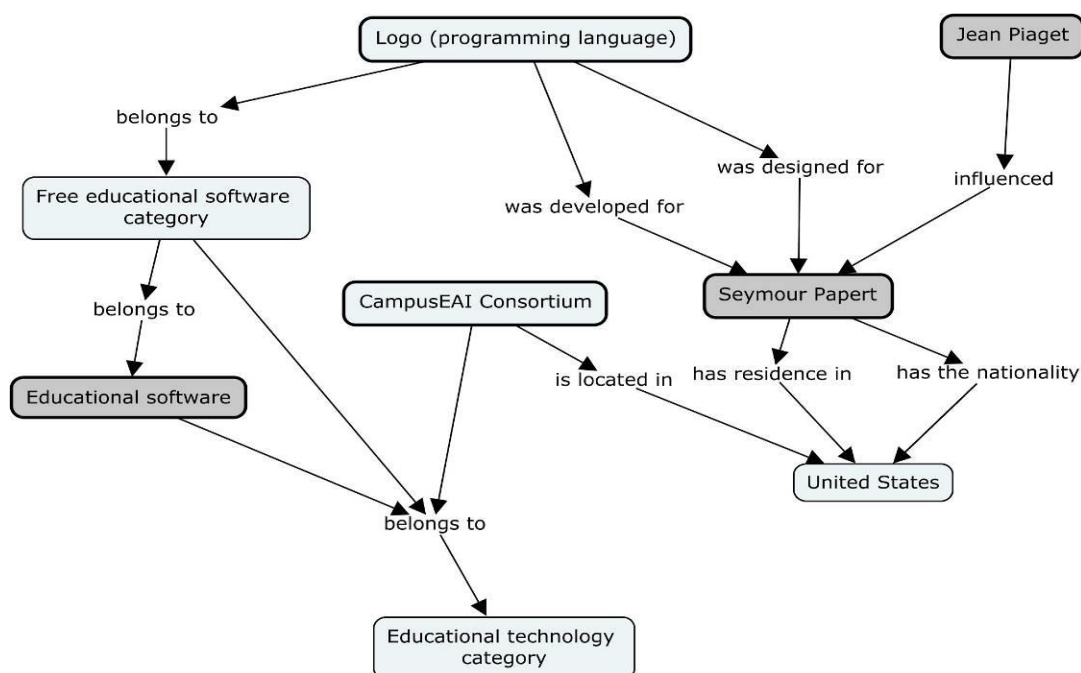 Logo (programming language)
Jean Piaget
belongs to
was designed for
influenced
Free educational software
category
was developed for
belongs to
CampusEAI Consortium
Seymour Papert
is located in
has residence in
has the nationality
Educational software
United States
belongs to
Educational technology
category